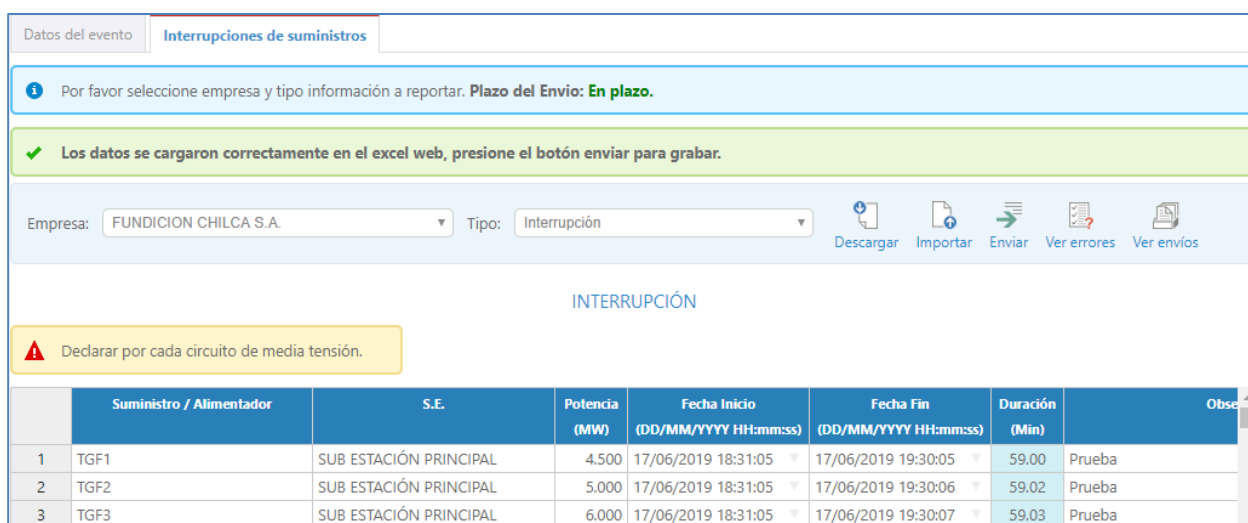 Datos del evento Interrupciones de suministros
Por favor seleccione empresa y tipo información a reportar. Plazo del Envio: En plazo.
Los datos se cargaron correctamente en el excel web, presione el botón enviar para grabar.
Empresa: FUNDICION CHILCA S.A. Tipo: Interrupción
Descargar Importar Enviar Ver errores Ver envíos
INTERRUPCIÓN
Declarar por cada circuito de media tensión.
Suministro / Alimentador S.E. Potencia Fecha Inicio Fecha Fin Duración Obse
(MW) (DD/MM/YYYY HH:mm:ss) (DD/MM/YYYY HH:mm:ss) (Min)
1 TGF1 SUB ESTACIÓN PRINCIPAL 4.500 17/06/2019 18:31:05 17/06/2019 19:30:05 59.00 Prueba
2 TGF2 SUB ESTACIÓN PRINCIPAL 5.000 17/06/2019 18:31:05 17/06/2019 19:30:06 59.02 Prueba
3 TGF3 SUB ESTACIÓN PRINCIPAL 6.000 17/06/2019 18:31:05 17/06/2019 19:30:07 59.03 Prueba